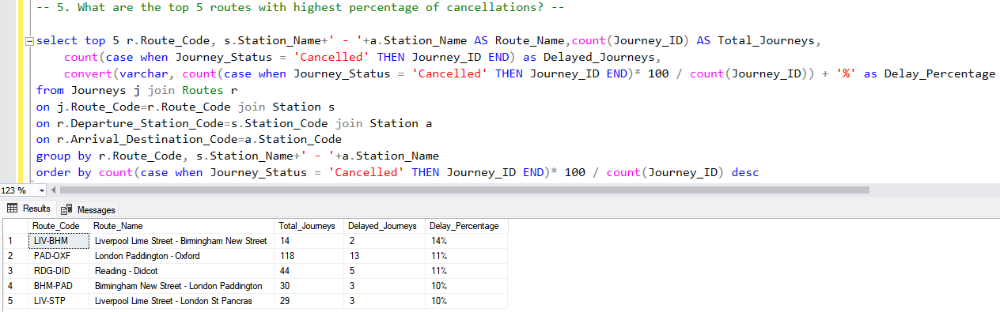 -- 5. What are the top 5 routes with highest percentage of cancellations? --
select top 5 r.Route_Code, s.Station_Name+' - '+a.Station_Name AS Route_Name,count(Journey_ID) AS Total_Journeys,
count(case when Journey_Status = 'Cancelled' THEN Journey_ID END) as Delayed_Journeys,
convert(varchar, count(case when Journey_Status = 'Cancelled' THEN Journey_ID END)* 100 / count(Journey_ID)) + '%' as Delay_Percentage
from Journeys j join Routes r
on j.Route_Code=r.Route_Code join Station s
on r.Departure_Station_Code=s.Station_Code join Station a
on r.Arrival_Destination_Code=a.Station_Code
group by r.Route_Code, s.Station_Name+' - '+a.Station_Name
order by count(case when Journey_Status = 'Cancelled' THEN Journey_ID END)* 100 / count(Journey_ID) desc
123 %
Results Messages
Route_Code Route_Name Total_Journeys Delayed_Journeys Delay_Percentage
1 LIV-BHM Liverpool Lime Street - Birmingham New Street 14 2 14%
2 PAD-OXF London Paddington - Oxford 118 13 11%
3 RDG-DID Reading - Didcot 44 5 11%
4 BHM-PAD Birmingham New Street - London Paddington 30 3 10%
5 LIV-STP Liverpool Lime Street - London St Pancras 29 3 10%